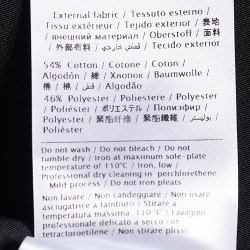 External fabric / Tessuto esterno /
Tissu extérieur / Tejido exterior / 表地
/ внешний материал / Oberstoff / 面料
/ 外部布料 / قماش خارجي / Tecido exterior
54% Cotton / Cotone / Coton /
Algodón / 綿 / Хлопок / Baumwolle /
棉 / 棉 / قطن / Algodão
46% Polyester / Poliestere / Polyester /
Poliéster / ポリエステル / Полиэфир /
Polyester / 聚酯纤维 / 聚酯纖維 / بوليستر /
Poliéster
Do not wash / Do not bleach / Do not
tumble dry / Iron at maximum sole-plate
temperature of 110°C / Iron, low /
Professional dry cleaning in perchlorethene
Mild process / Do not iron pleats
Non lavare / Non candeggiare / Non usare
asciugatrice a tamburo / Stirare a
temperatura massima 110°C / Lavaggio
professionale delicato a secco con
tetracloroetilene / Non stirare plissé